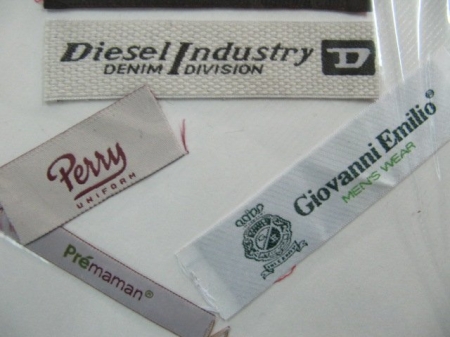 Diesel Industry D
DENIM DIVISION
Perry
UNIFORM
Giovanni Emilio®
MEN'S WEAR
Prémaman®